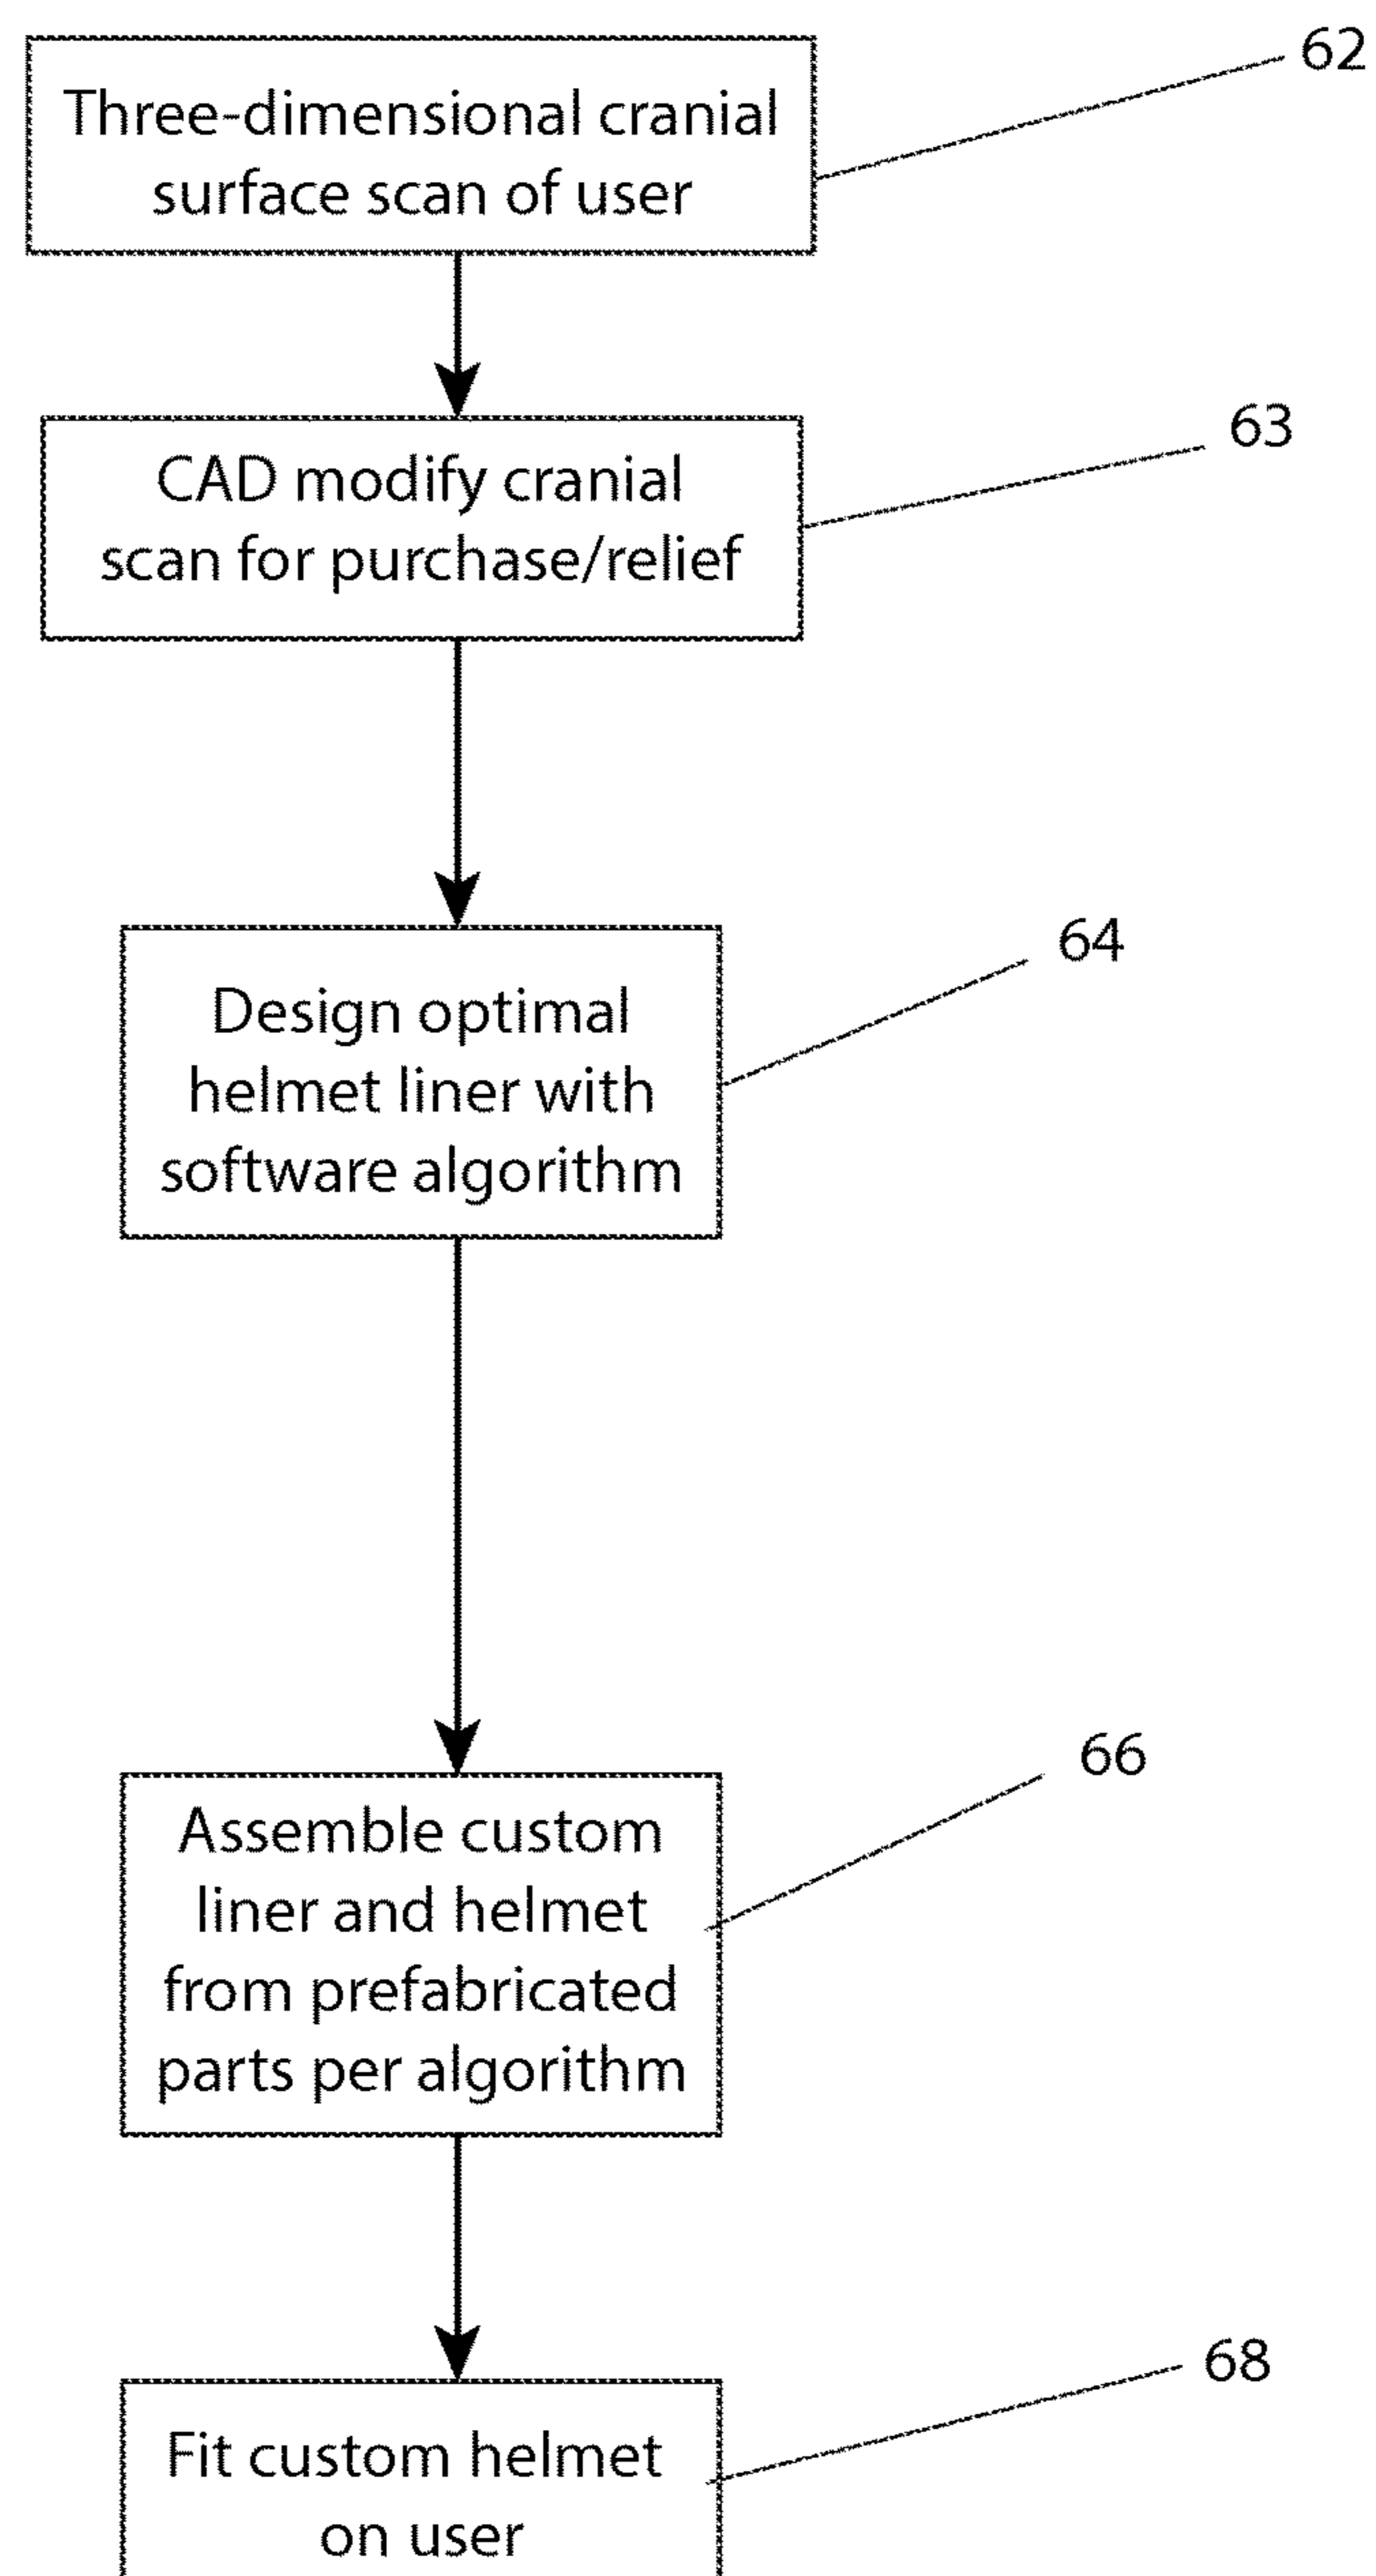 Three-dimensional cranial
surface scan of user
62
CAD modify cranial
scan for purchase/relief
63
Design optimal
helmet liner with
software algorithm
64
Assemble custom
liner and helmet
from prefabricated
parts per algorithm
66
Fit custom helmet
on user
68